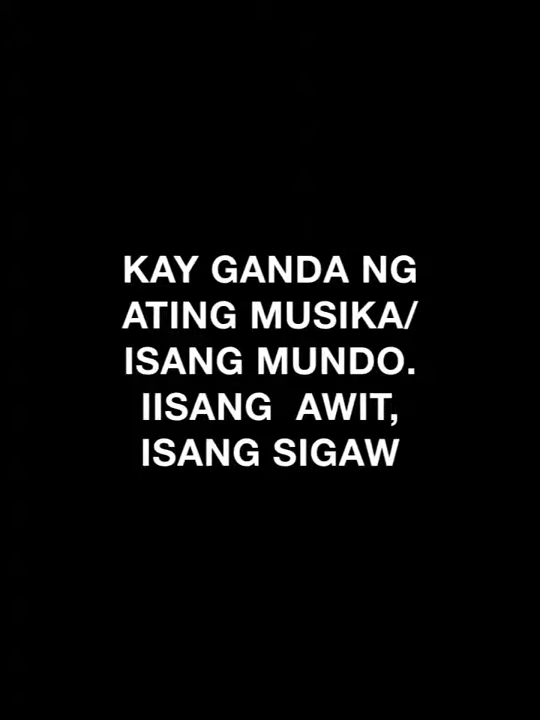 KAY GANDA NG
ATING MUSIKA/
ISANG MUNDO.
IISANG  AWIT,
ISANG SIGAW